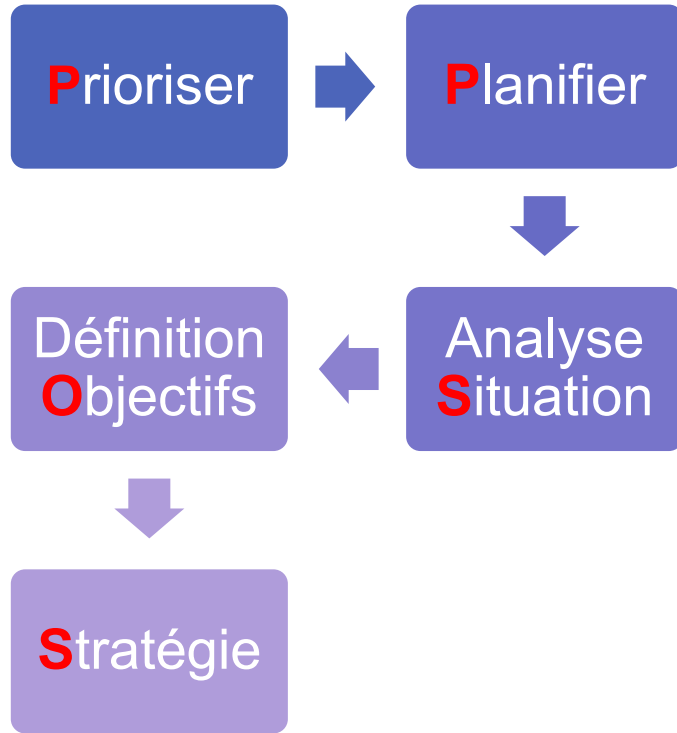 Prioriser
Planifier
Analyse
Situation
Définition
Objectifs
Stratégie